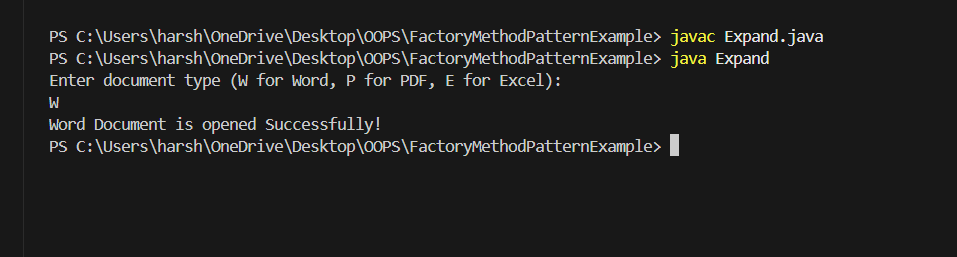 PS C:\Users\harsh\OneDrive\Desktop\OOPS\FactoryMethodPatternExample> javac Expand.java
PS C:\Users\harsh\OneDrive\Desktop\OOPS\FactoryMethodPatternExample> java Expand
Enter document type (W for Word, P for PDF, E for Excel):
W
Word Document is opened Successfully!
PS C:\Users\harsh\OneDrive\Desktop\OOPS\FactoryMethodPatternExample>